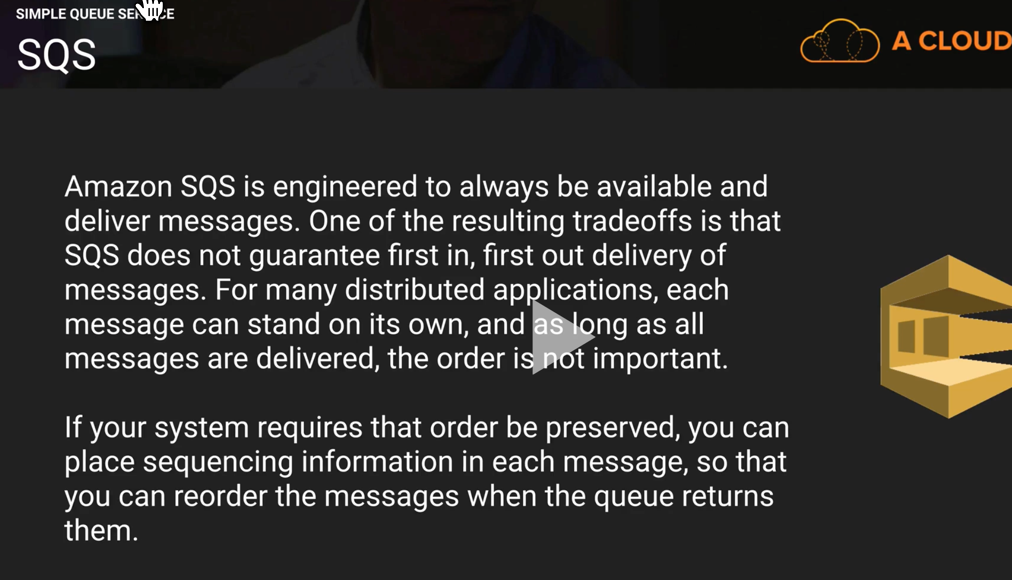 SIMPLE QUEUE SERVICE
SQS
A CLOUD
Amazon SQS is engineered to always be available and
deliver messages. One of the resulting tradeoffs is that
SQS does not guarantee first in, first out delivery of
messages. For many distributed applications, each
message can stand on its own, and as long as all
messages are delivered, the order is not important.
If your system requires that order be preserved, you can
place sequencing information in each message, so that
you can reorder the messages when the queue returns
them.